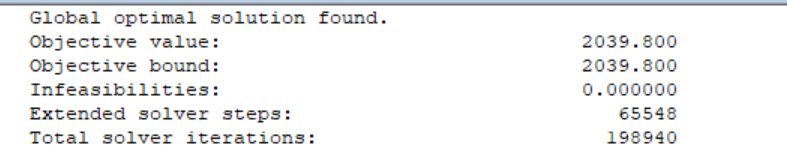 Global optimal solution found.
Objective value: 2039.800
Objective bound: 2039.800
Infeasibilities: 0.000000
Extended solver steps: 65548
Total solver iterations: 198940